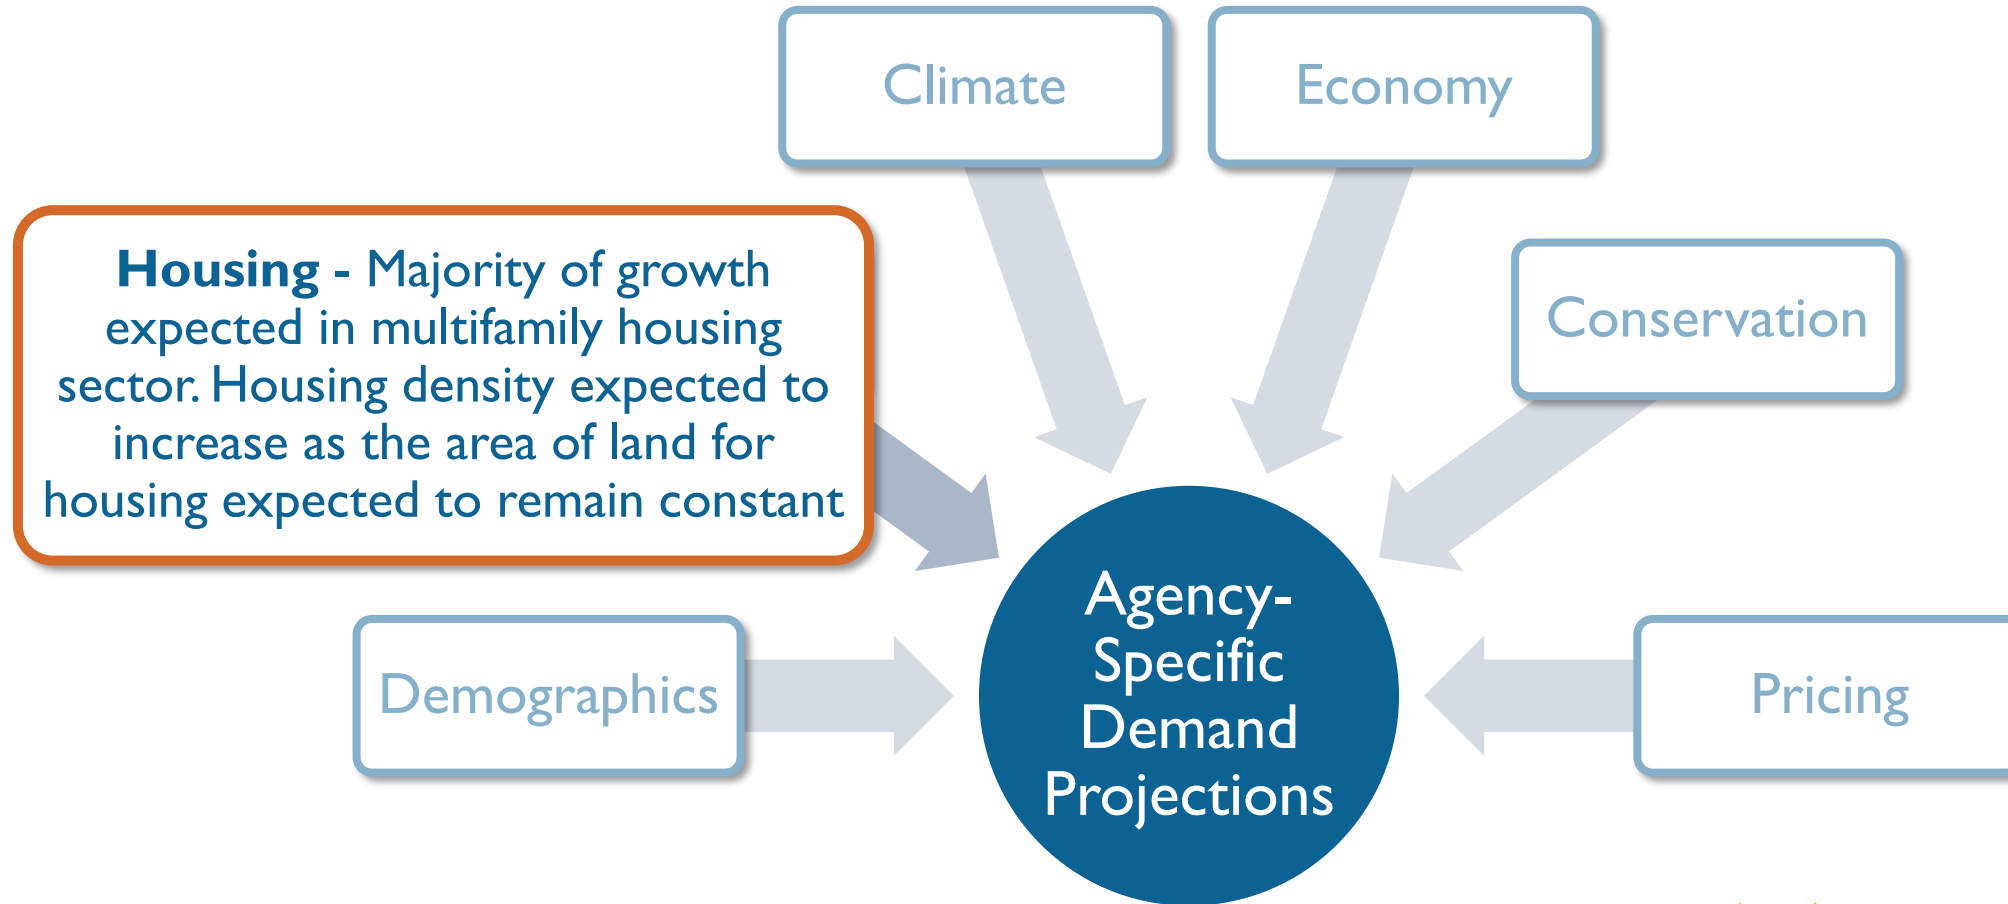 Climate
Economy
Housing - Majority of growth
expected in multifamily housing
sector. Housing density expected to
increase as the area of land for
housing expected to remain constant
Conservation
Agency-
Specific
Demand
Projections
Demographics
Pricing